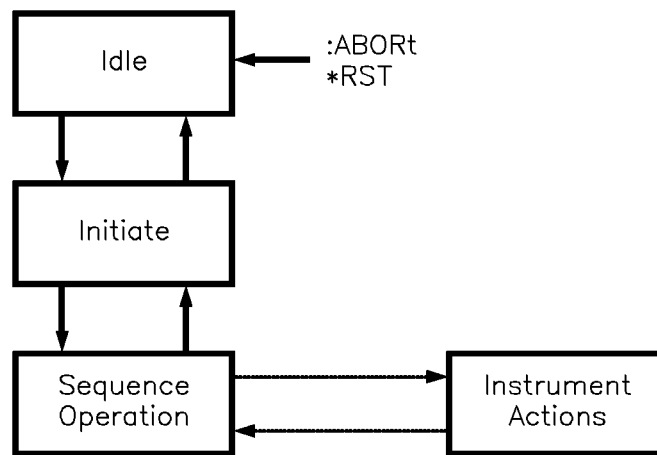 Idle
:ABORt
*RST
Initiate
Sequence
Operation
Instrument
Actions